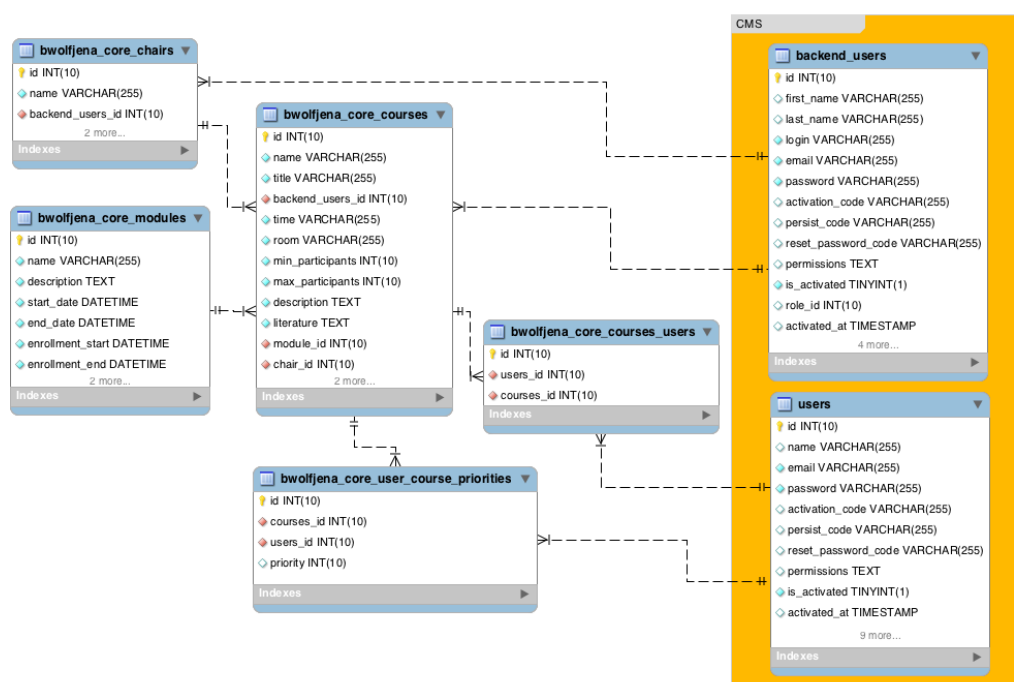 bwolfjena_core_chairs
id INT(10)
name VARCHAR(255)
backend_users_id INT(10)
2 more...
Indexes
bwolfjena_core_modules
id INT(10)
name VARCHAR(255)
description TEXT
start_date DATETIME
end_date DATETIME
enrollment_start DATETIME
enrollment_end DATETIME
2 more...
Indexes
bwolfjena_core_courses
id INT(10)
name VARCHAR(255)
title VARCHAR(255)
backend_users_id INT(10)
time VARCHAR(255)
room VARCHAR(255)
min_participants INT(10)
max_participants INT(10)
description TEXT
literature TEXT
module_id INT(10)
chair_id INT(10)
2 more...
Indexes
bwolfjena_core_courses_users
id INT(10)
users_id INT(10)
courses_id INT(10)
Indexes
bwolfjena_core_user_course_priorities
id INT(10)
courses_id INT(10)
users_id INT(10)
priority INT(10)
Indexes
CMS
backend_users
id INT(10)
first_name VARCHAR(255)
last_name VARCHAR(255)
login VARCHAR(255)
email VARCHAR(255)
password VARCHAR(255)
activation_code VARCHAR(255)
persist_code VARCHAR(255)
reset_password_code VARCHAR(255)
permissions TEXT
is_activated TINYINT(1)
role_id INT(10)
activated_at TIMESTAMP
4 more...
Indexes
users
id INT(10)
name VARCHAR(255)
email VARCHAR(255)
password VARCHAR(255)
activation_code VARCHAR(255)
persist_code VARCHAR(255)
reset_password_code VARCHAR(255)
permissions TEXT
is_activated TINYINT(1)
activated_at TIMESTAMP
9 more...
Indexes